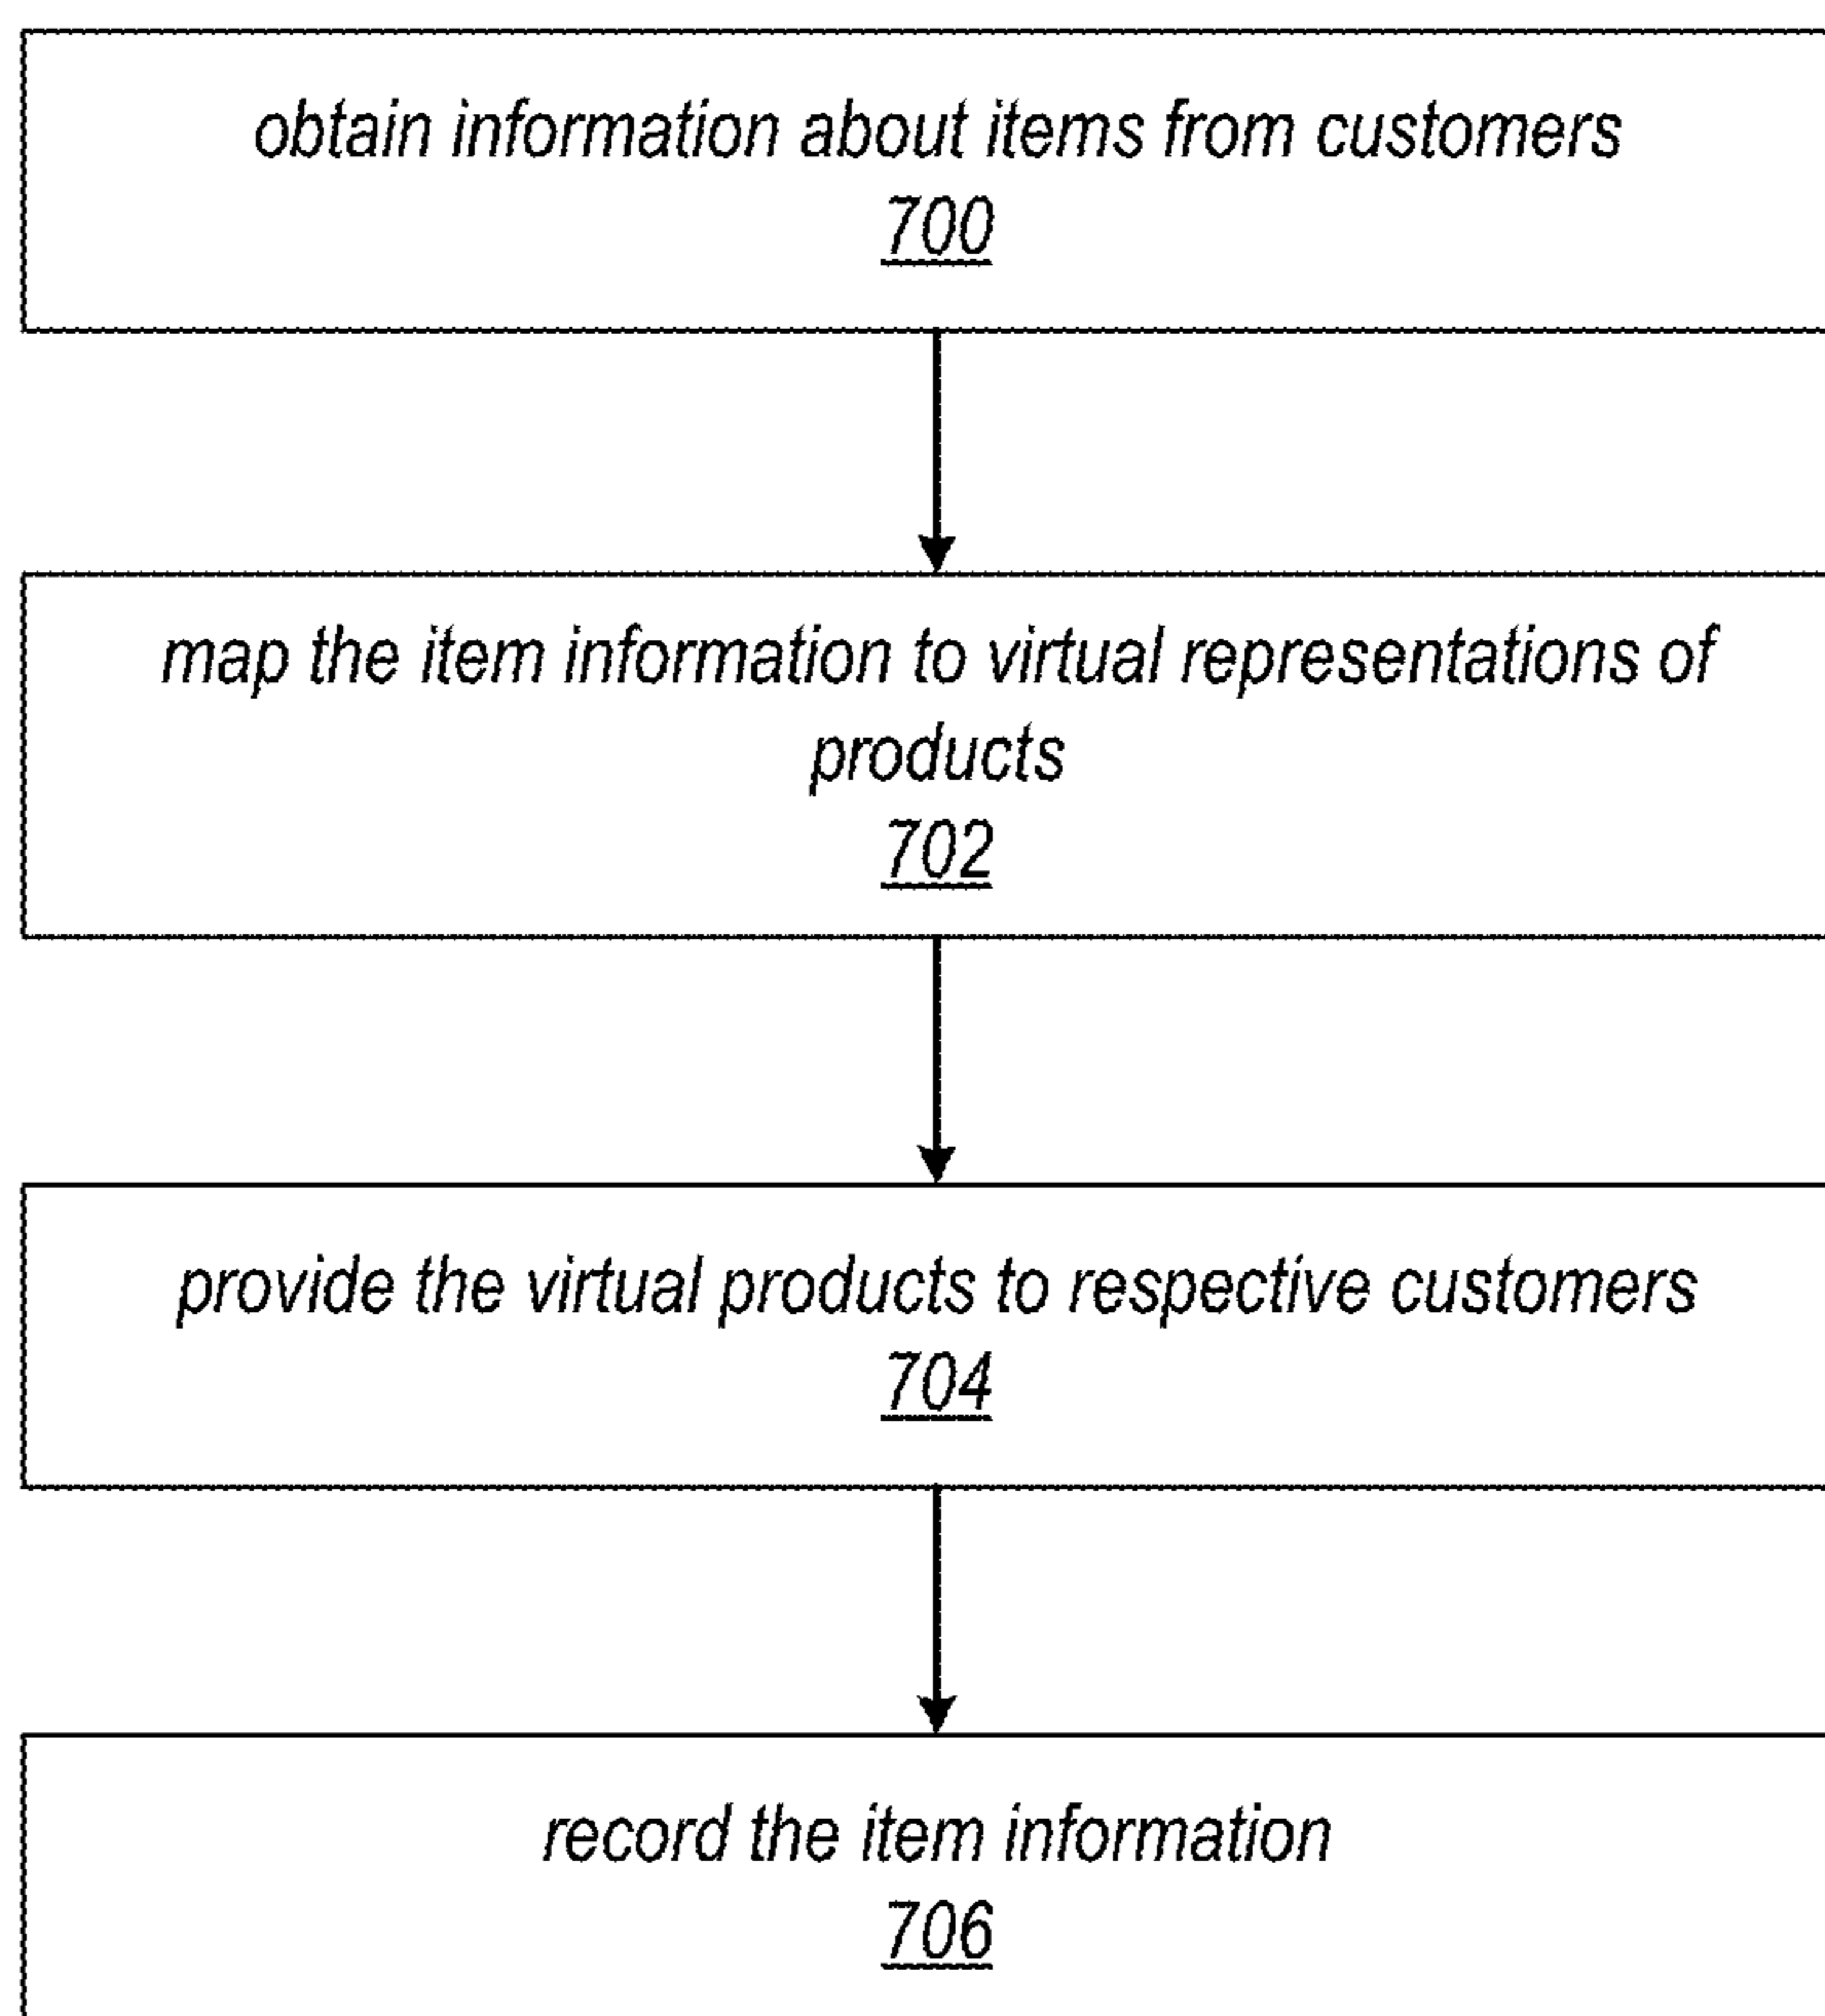 obtain information about items from customers
700
map the item information to virtual representations of
products
702
provide the virtual products to respective customers
704
record the item information
706